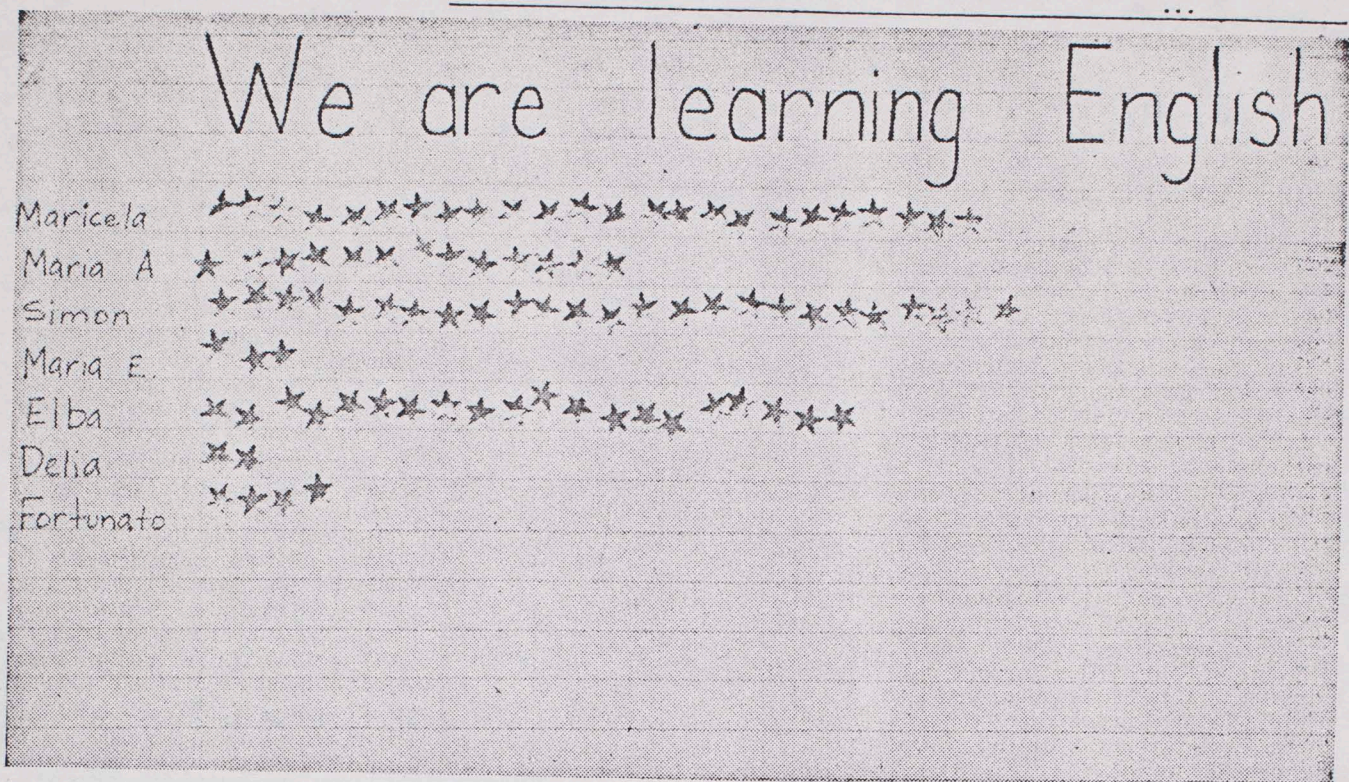 We are learning English
Maricela
Maria A
Simon
Maria E.
Elba
Delia
Fortunato